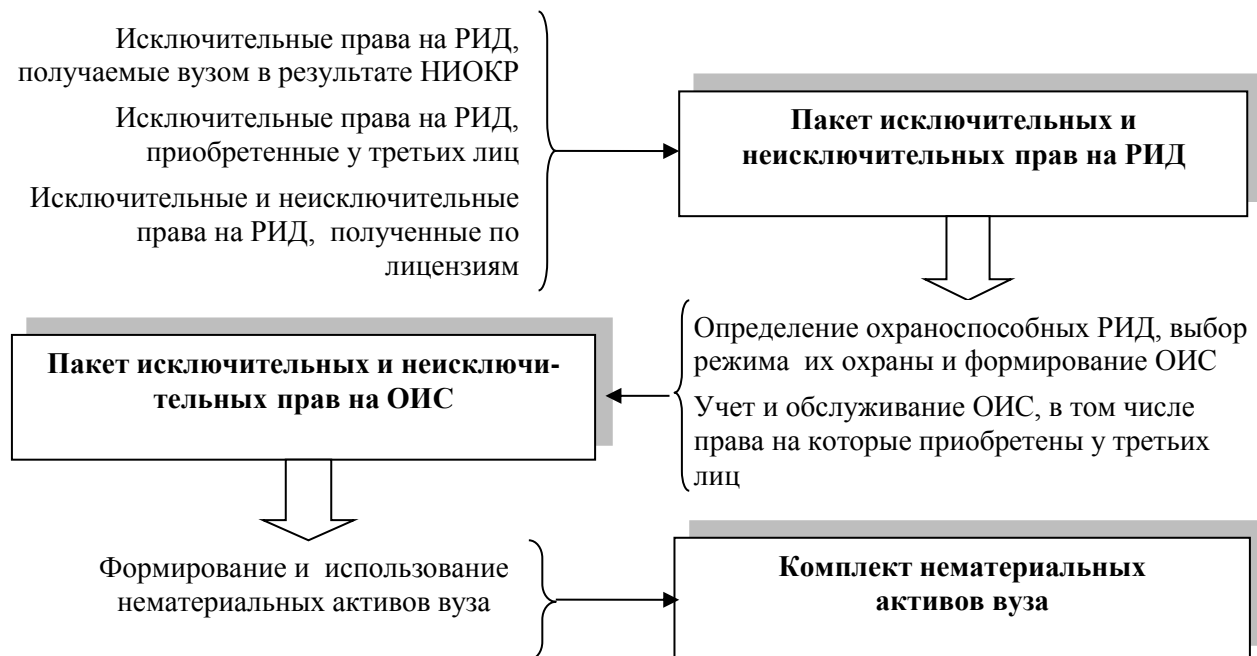 Исключительные права на РИД,
получаемые вузом в результате НИОКР
Исключительные права на РИД,
приобретенные у третьих лиц
Исключительные и неисключительные
права на РИД, полученные по
лицензиям
Пакет исключительных и
неисключительных прав на РИД
Определение охраноспособных РИД, выбор
режима их охраны и формирование ОИС
Учет и обслуживание ОИС, в том числе
права на которые приобретены у третьих
лиц
Пакет исключительных и неисключи-
тельных прав на ОИС
Формирование и использование
нематериальных активов вуза
Комплект нематериальных
активов вуза